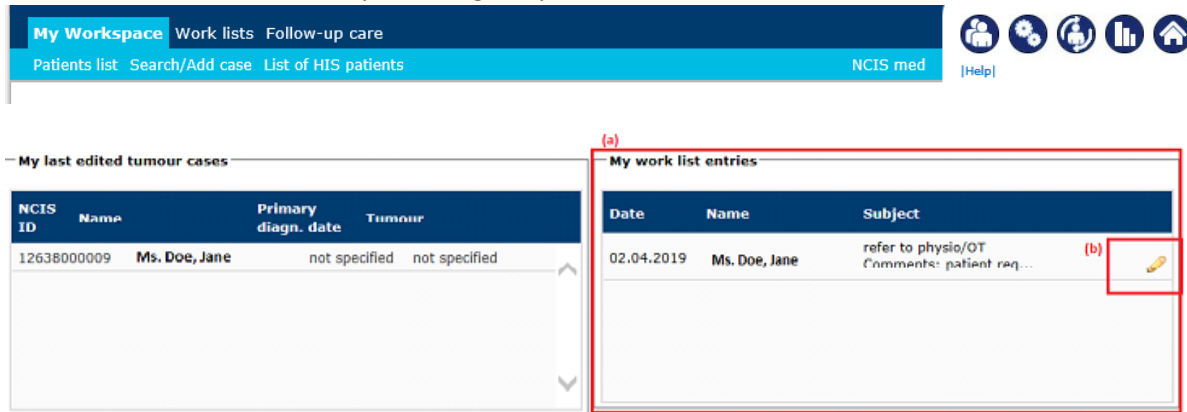 My Workspace Work lists Follow-up care
Patients list Search/Add case List of HIS patients NCIS med
|Help|
(a)
My last edited tumour cases
My work list entries
NCIS ID Name Primary diagn. date Tumour
12638000009 Ms. Doe, Jane not specified not specified
Date Name Subject
02.04.2019 Ms. Doe, Jane refer to physio/OT
Comments: patient req...
(b)